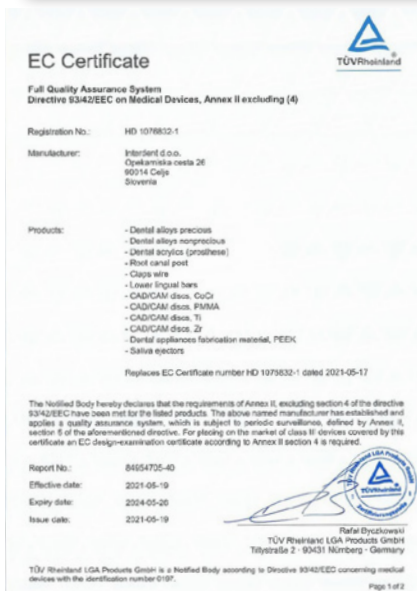 TÜVRheinland
EC Certificate
Full Quality Assurance System
Directive 93/42/EEC on Medical Devices, Annex II excluding (4)
Registration No.: HD 1076832-1
Manufacturer: Interdent d.o.o.
Opekarniska cesta 26
90014 Celje
Slovenia
Products: - Dental alloys precious
- Dental alloys nonprecious
- Dental acrylics (prosthese)
- Root canal post
- Claps wire
- Lower lingual bars
- CAD/CAM discs, CoCr
- CAD/CAM discs, PMMA
- CAD/CAM discs, Ti
- CAD/CAM discs, Zr
- Dental appliances fabrication material, PEEK
- Saliva ejectors
Replaces EC Certificate number HD 1076832-1 dated 2021-05-17
The Notified Body hereby declares that the requirements of Annex II, excluding section 4 of the directive
93/42/EEC have been met for the listed products. The above named manufacturer has established and
applies a quality assurance system, which is subject to periodic surveillance, defined by Annex II,
section 5 of the aforementioned directive. For placing on the market of class III devices covered by this
certificate an EC design-examination certificate according to Annex II section 4 is required.
Report No.: 84954705-40
Effective date: 2021-05-19
Expiry date: 2024-05-26
Issue date: 2021-05-19
TÜVRheinland
Rafal Byczkowski
TÜV Rheinland LGA Products GmbH
Tillystraße 2 - 90431 Nürnberg - Germany
TÜV Rheinland LGA Products GmbH is a Notified Body according to Directive 93/42/EEC concerning medical
devices with the identification number 0197.
Page 1 of 2